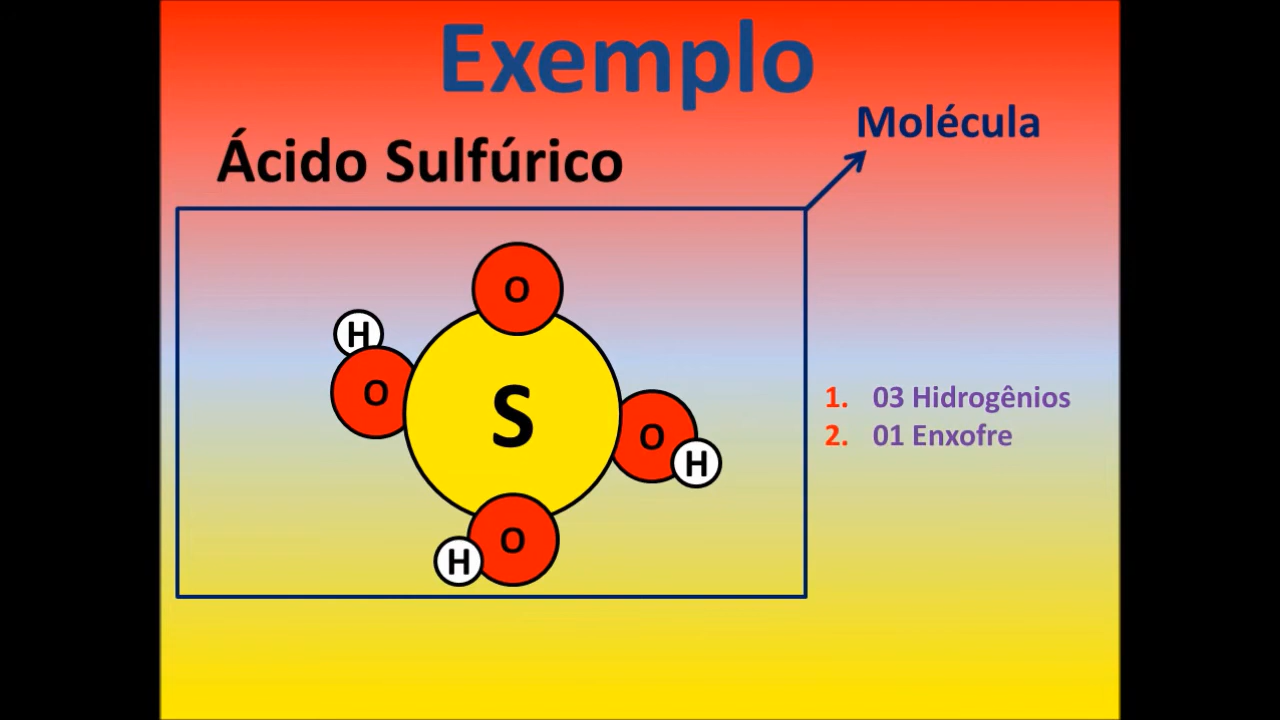 Exemplo
Molécula
Ácido Sulfúrico
O
H
O
S
O
H
O
H
1. 03 Hidrogênios
2. 01 Enxofre